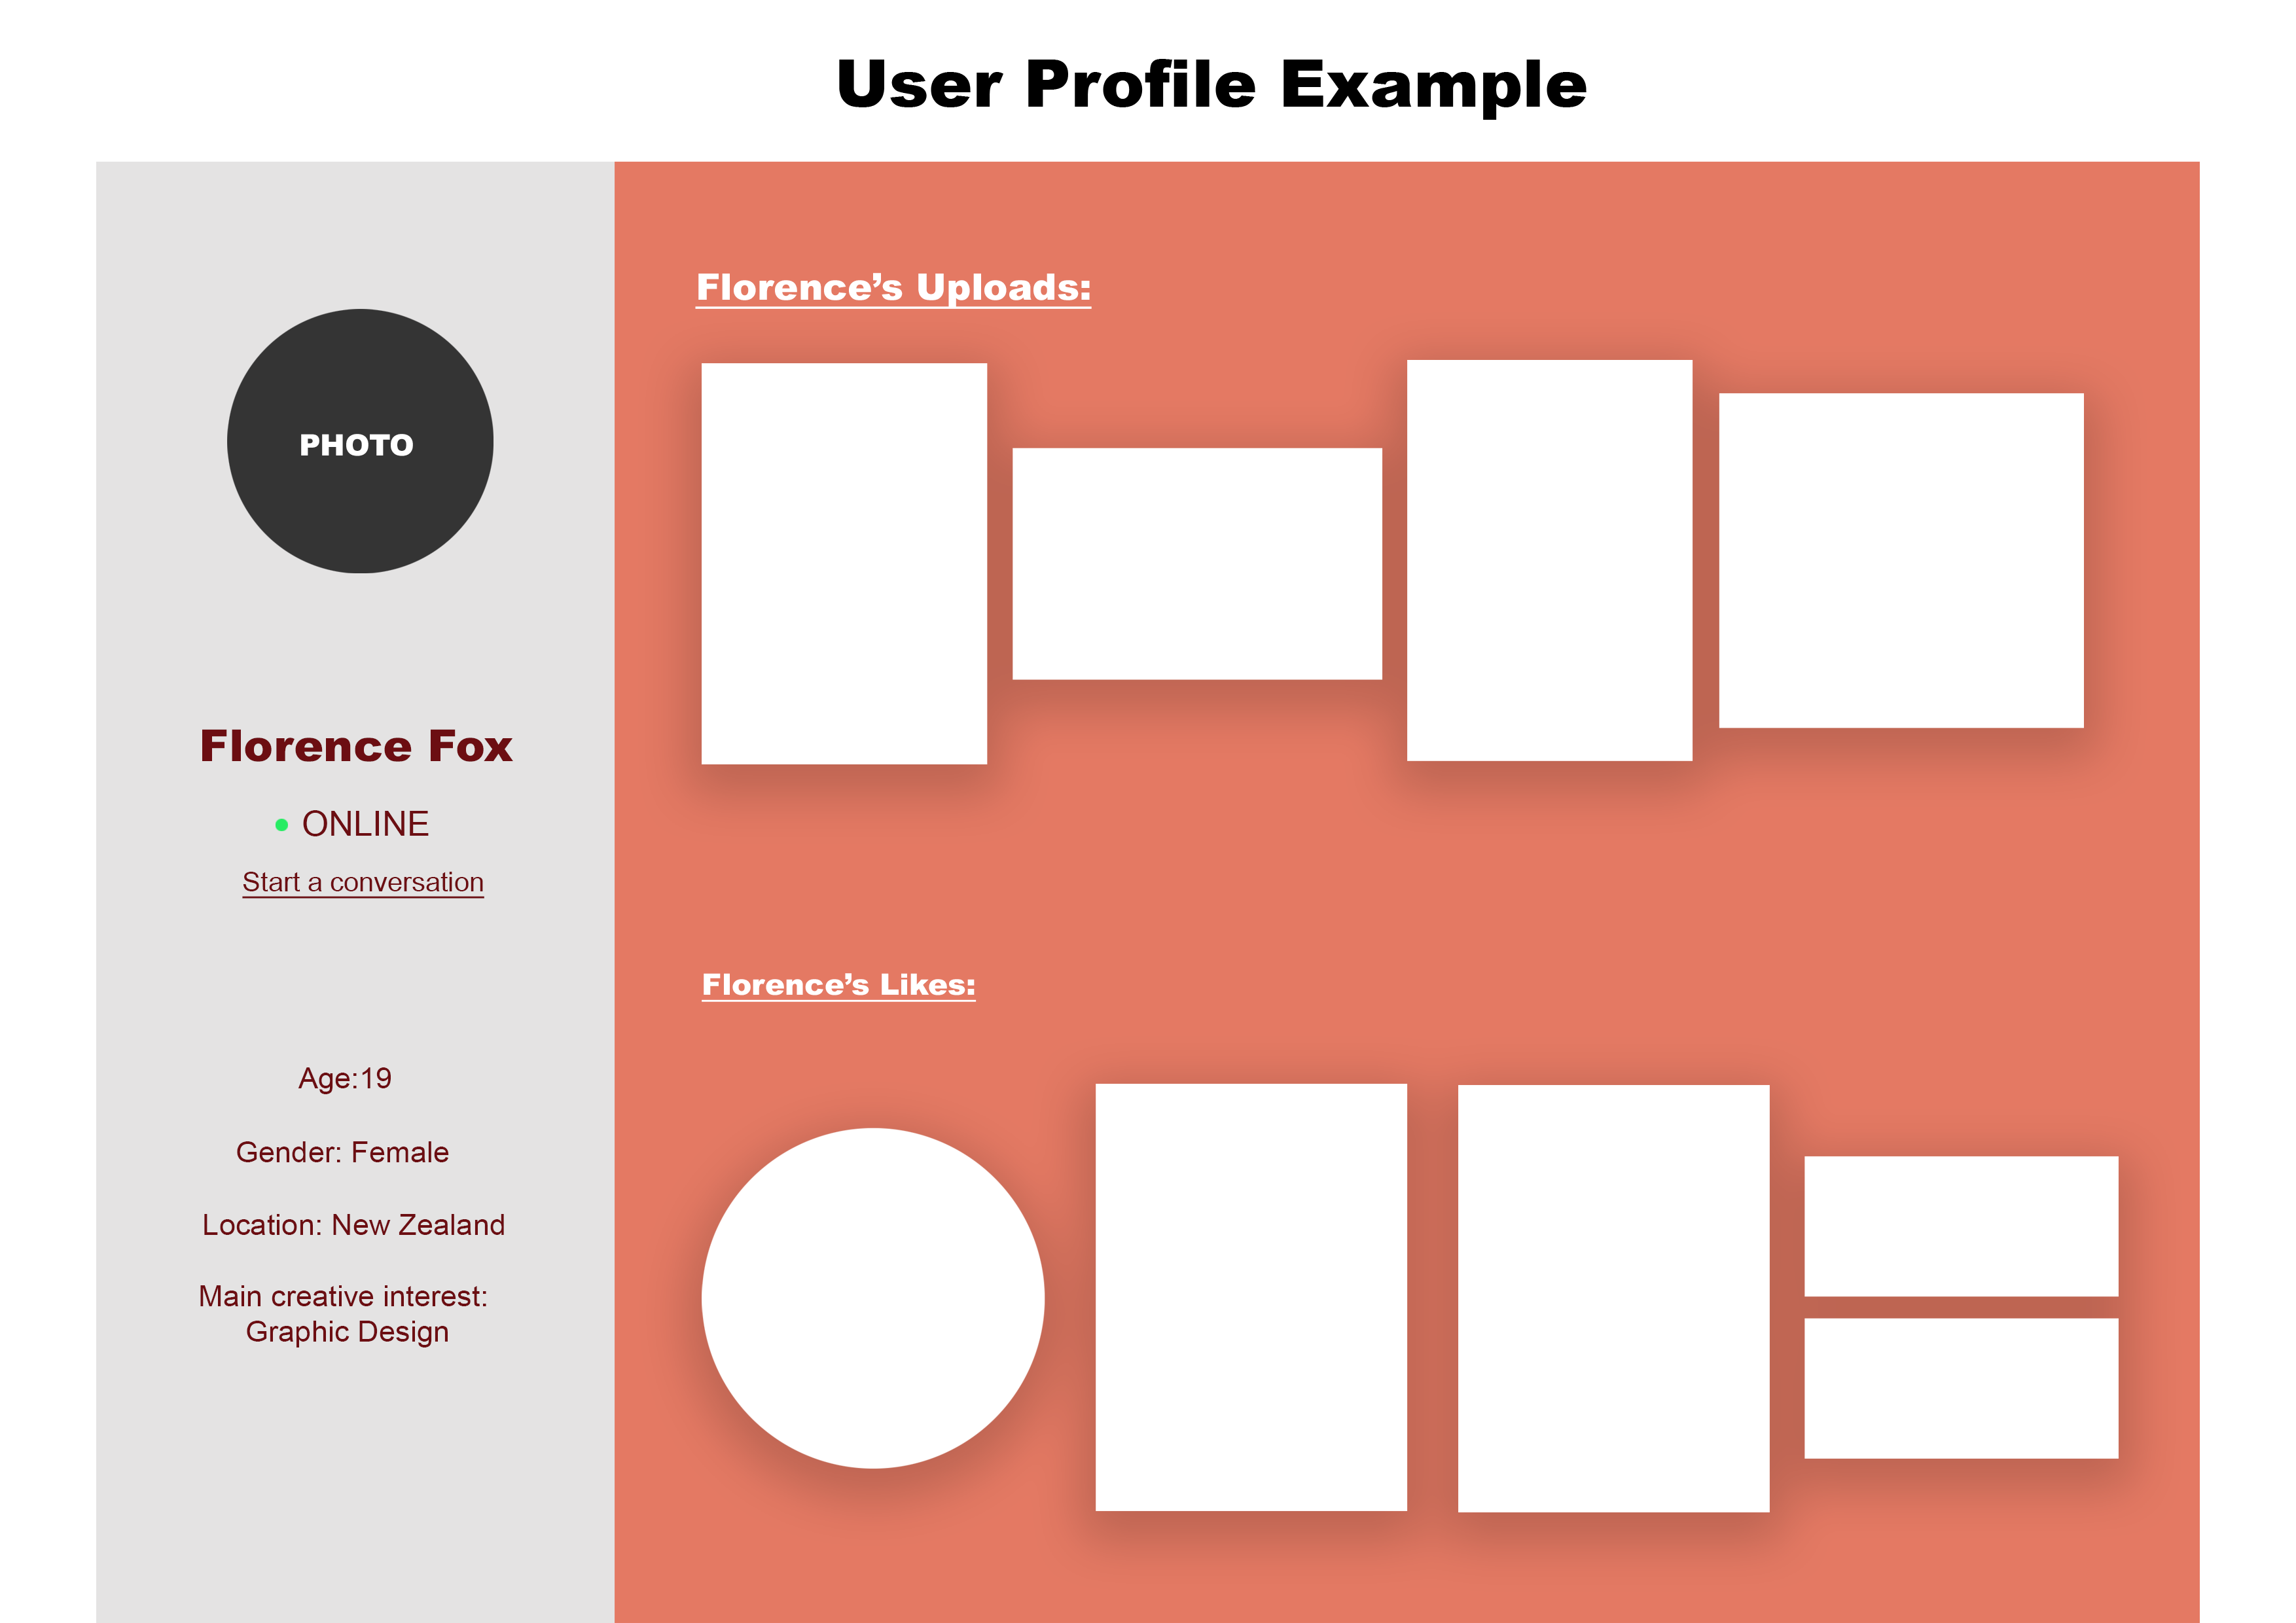 User Profile Example
PHOTO
Florence Fox
ONLINE
Start a conversation
Age:19
Gender: Female
Location: New Zealand
Main creative interest:
Graphic Design
Florence’s Uploads:
Florence’s Likes: